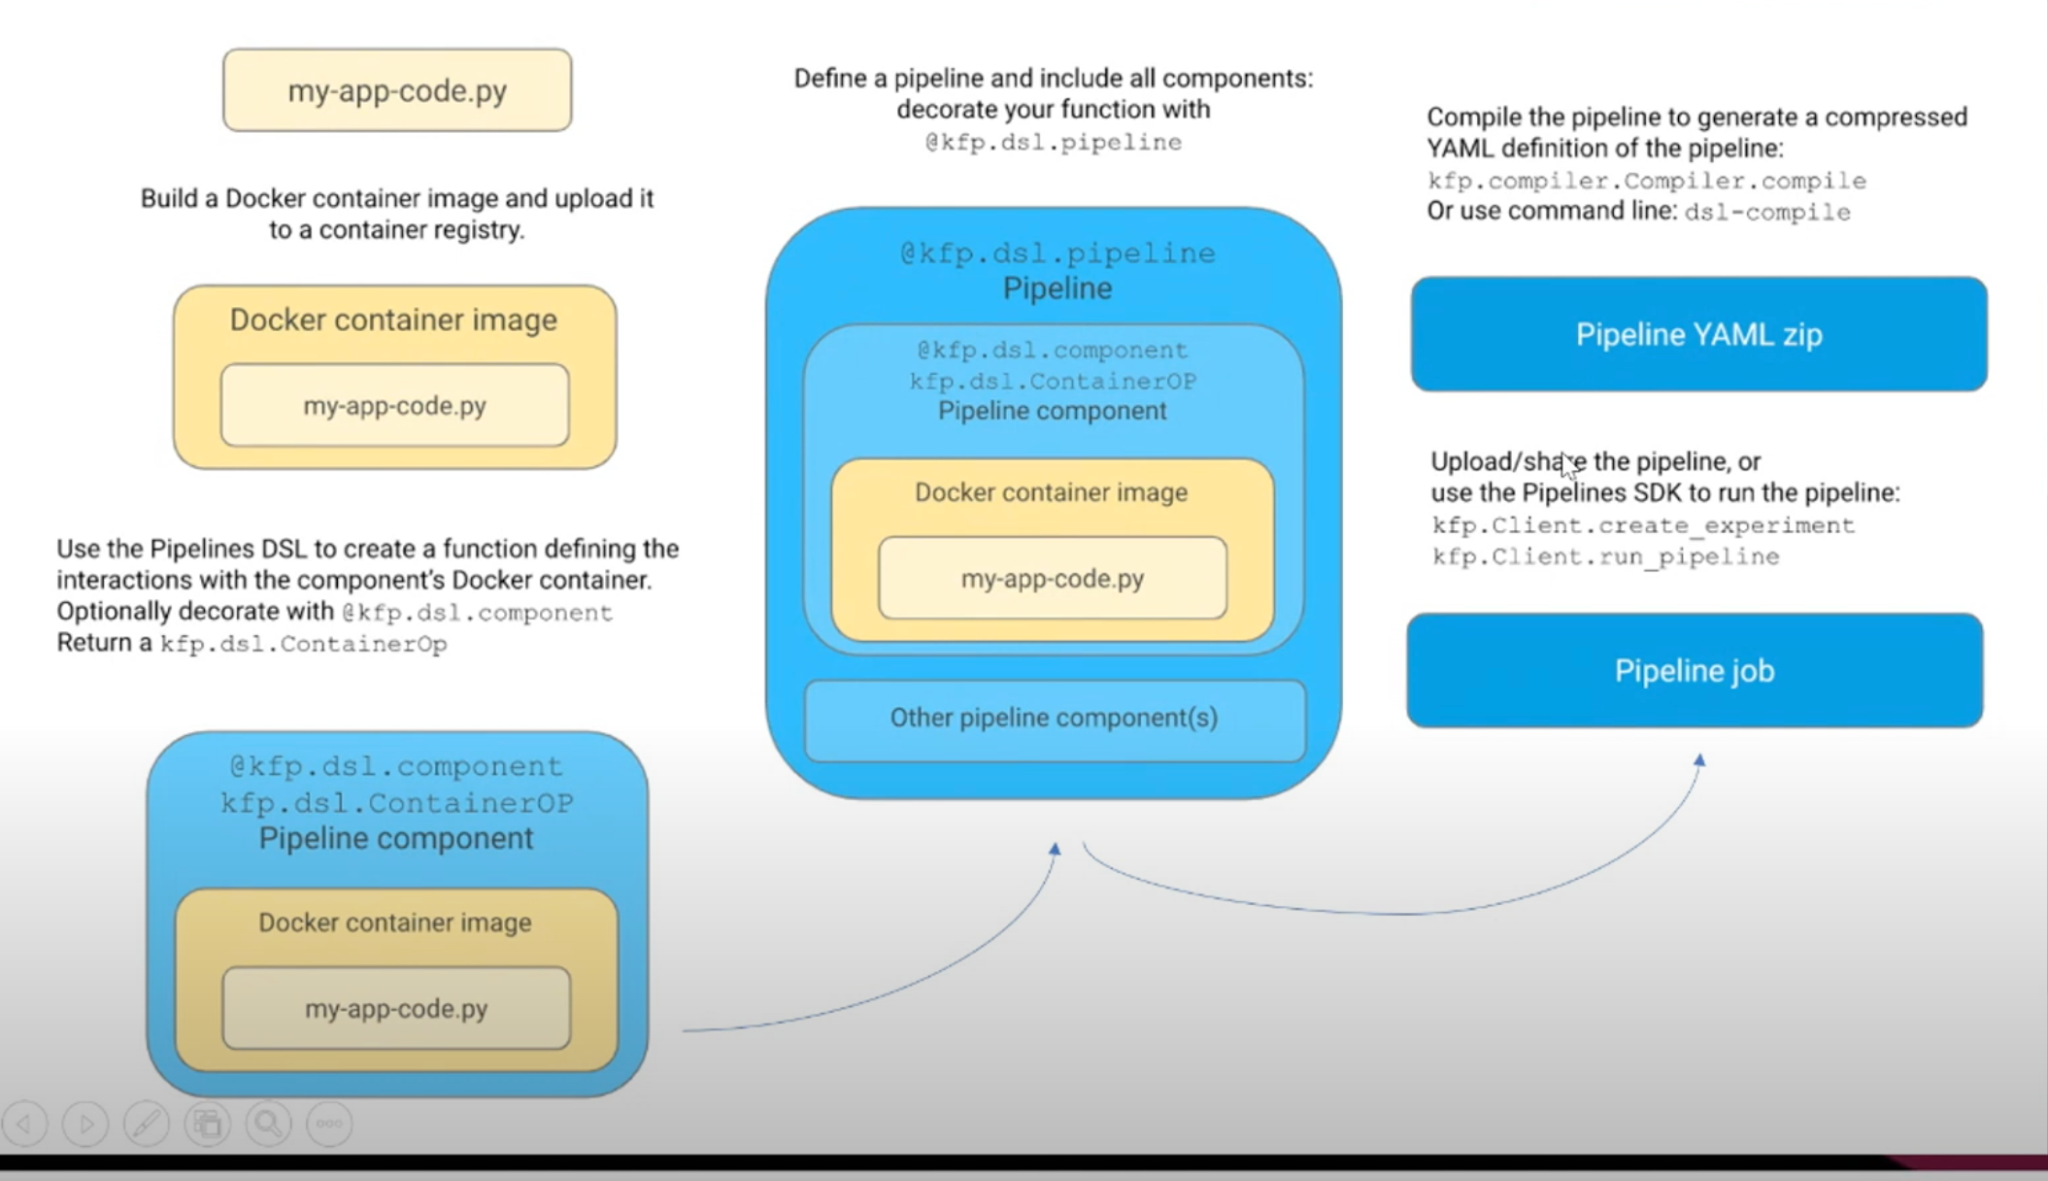 my-app-code.py
Build a Docker container image and upload it
to a container registry.
Docker container image
my-app-code.py
Use the Pipelines DSL to create a function defining the
interactions with the component's Docker container.
Optionally decorate with @kfp.dsl.component
Return a kfp.dsl.ContainerOp
@kfp.dsl.component
kfp.dsl.ContainerOP
Pipeline component
Docker container image
my-app-code.py
Define a pipeline and include all components:
decorate your function with
@kfp.dsl.pipeline
@kfp.dsl.pipeline
Pipeline
@kfp.dsl.component
kfp.dsl.ContainerOP
Pipeline component
Docker container image
my-app-code.py
Other pipeline component(s)
Compile the pipeline to generate a compressed
YAML definition of the pipeline:
kfp.compiler.Compiler.compile
Or use command line: dsl-compile
Pipeline YAML zip
Upload/share the pipeline, or
use the Pipelines SDK to run the pipeline:
kfp.Client.create_experiment
kfp.Client.run_pipeline
Pipeline job